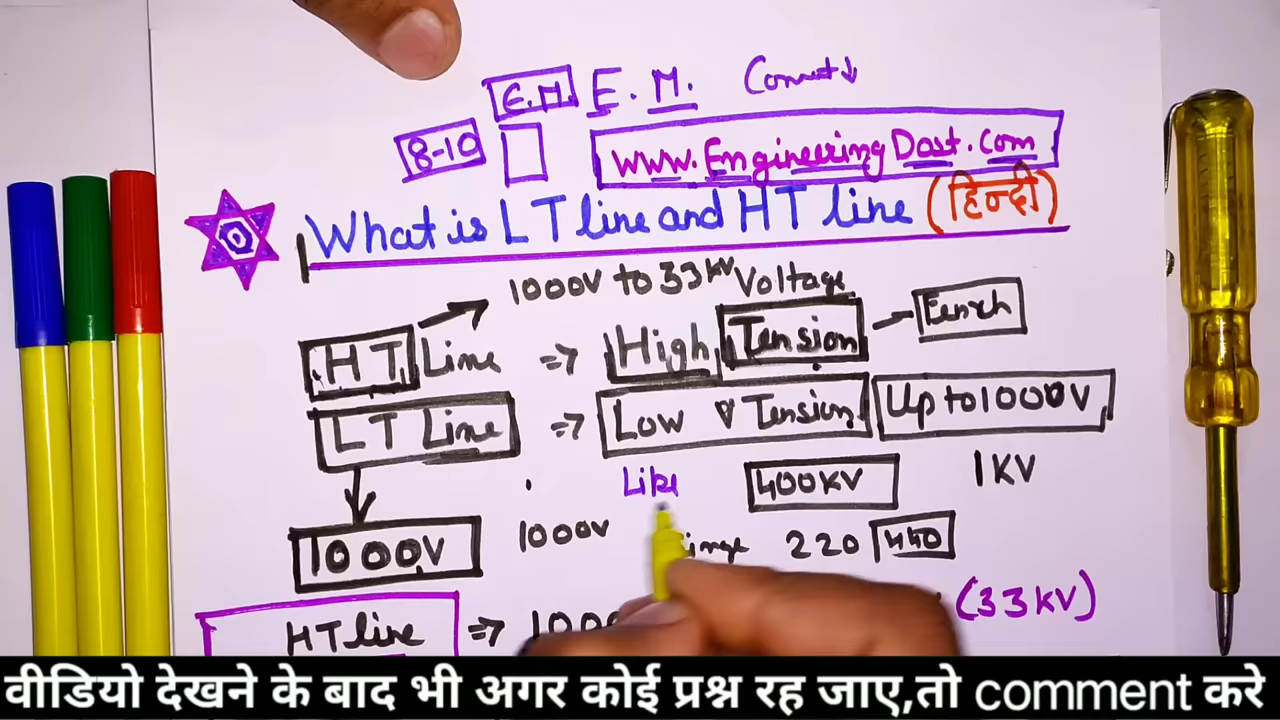 E.M. E. M.
8-10 www.EngineeringDost.com
What is LT line and HT line (हिन्दी)
1000V to 33kV Voltage
HT Line ⇒ High Tension
LT Line ⇒ Low Tension Up to 1000V
Like 400KV 1KV
1000V 1000V 220 440
HT line ⇒ (33KV)
वीडियो देखने के बाद भी अगर कोई प्रश्न रह जाए,तो comment करे